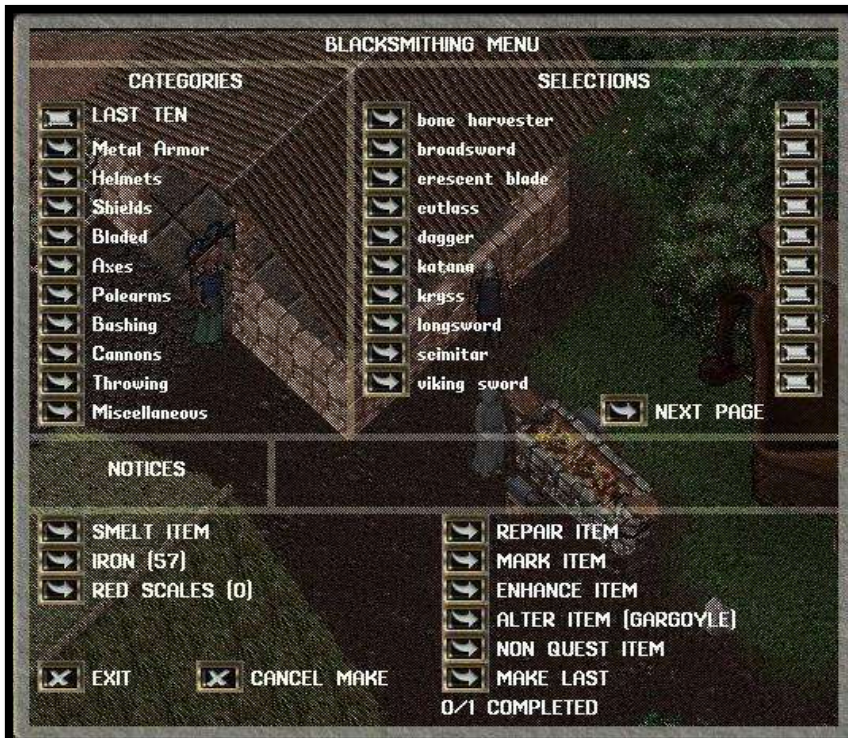 BLACKSMITHING MENU
CATEGORIES
LAST TEN
Metal Armor
Helmets
Shields
Bladed
Axes
Polearms
Bashing
Cannons
Throwing
Miscellaneous
SELECTIONS
bone harvester
broadsword
crescent blade
cutlass
dagger
katana
kryss
longsword
scimitar
viking sword
NEXT PAGE
NOTICES
SMELT ITEM
IRON (57)
RED SCALES (0)
EXIT
CANCEL MAKE
REPAIR ITEM
MARK ITEM
ENHANCE ITEM
ALTER ITEM (GARGOYLE)
NON QUEST ITEM
MAKE LAST
0/1 COMPLETED